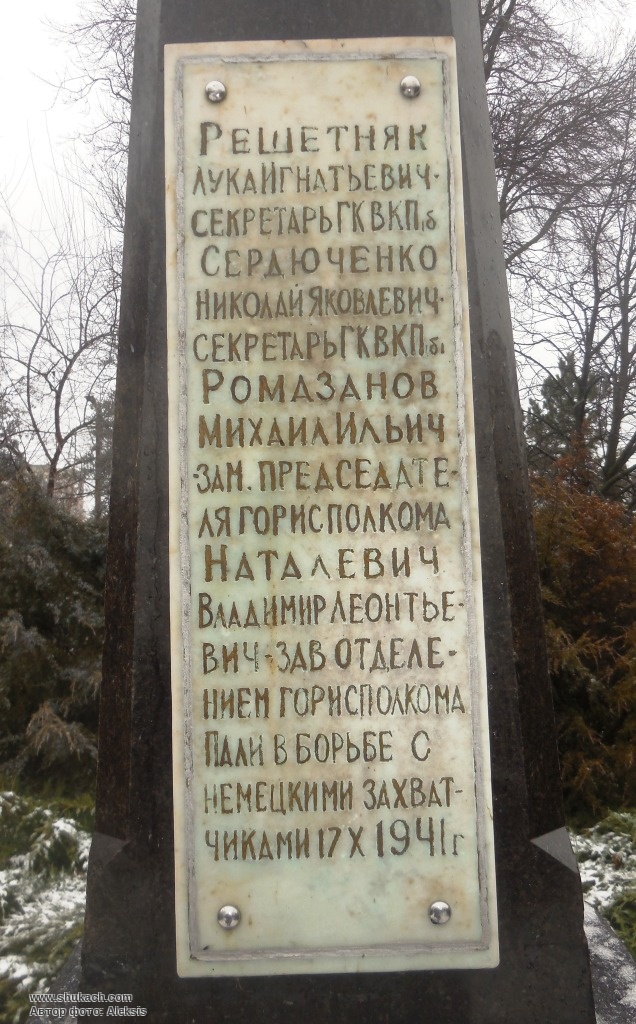 РЕШЕТНЯК
ЛУКА ИГНАТЬЕВИЧ-
СЕКРЕТАРЬ ГК ВКП(б
СЕРДЮЧЕНКО
НИКОЛАЙ ЯКОВЛЕВИЧ-
СЕКРЕТАРЬ ГК ВКП(б)
РОМАЗАНОВ
МИХАИЛ ИЛЬИЧ
-ЗАМ. ПРЕДСЕДАТЕ-
ЛЯ ГОРИСПОЛКОМА
НАТАЛЕВИЧ
ВЛАДИМИР ЛЕОНТЬЕ-
ВИЧ-ЗАВ ОТДЕЛЕ-
НИЕМ ГОРИСПОЛКОМА
ПАЛИ В БОРЬБЕ С
НЕМЕЦКИМИ ЗАХВАТ-
ЧИКАМИ 17 X 1941 г
www.shukach.com
Автор фото: Aleksis